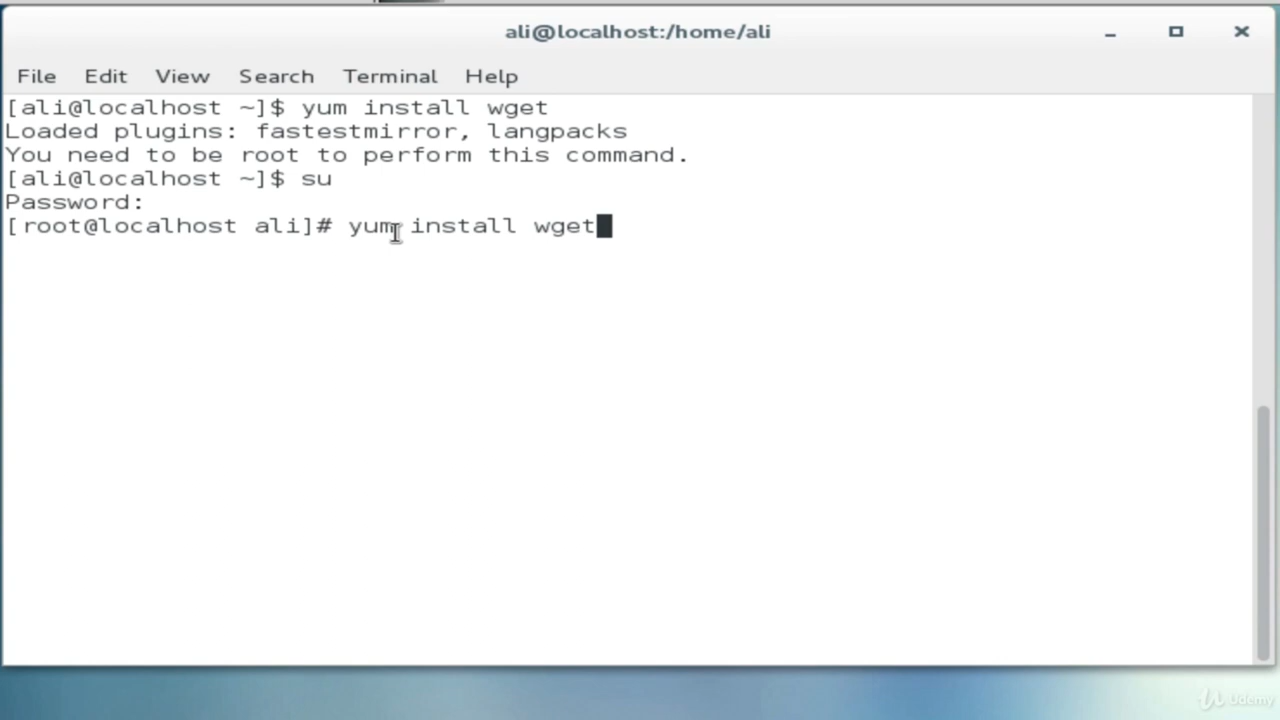 ali@localhost:/home/ali
File Edit View Search Terminal Help
[ali@localhost ~]$ yum install wget
Loaded plugins: fastestmirror, langpacks
You need to be root to perform this command.
[ali@localhost ~]$ su
Password:
[root@localhost ali]# yum install wget
Udemy